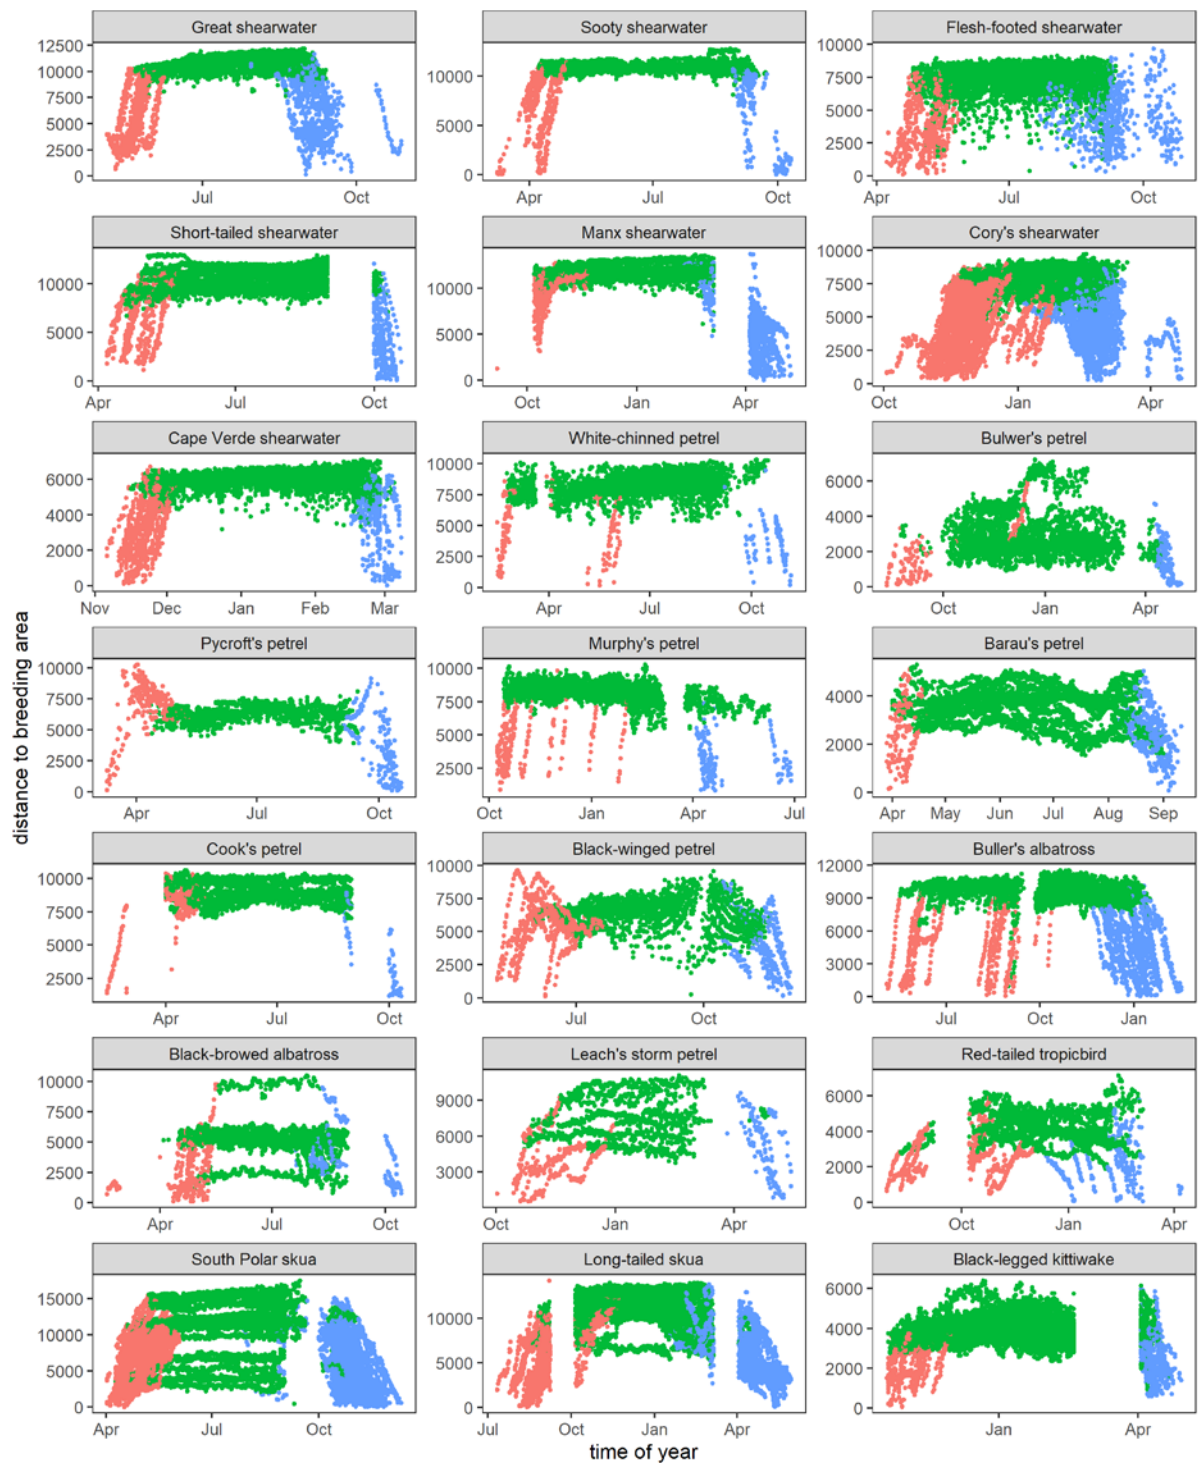 Great shearwater
Sooty shearwater
Flesh-footed shearwater
12500
10000
7500
5000
2500
0
Jul
Oct
10000
5000
0
Apr
Jul
Oct
10000
7500
5000
2500
0
Apr
Jul
Oct
Short-tailed shearwater
Manx shearwater
Cory's shearwater
10000
5000
0
Apr
Jul
Oct
10000
5000
0
Oct
Jan
Apr
10000
7500
5000
2500
0
Oct
Jan
Apr
Cape Verde shearwater
White-chinned petrel
Bulwer's petrel
6000
4000
2000
0
Nov
Dec
Jan
Feb
Mar
10000
7500
5000
2500
0
Apr
Jul
Oct
6000
4000
2000
0
Oct
Jan
Apr
distance to breeding area
Pycroft's petrel
Murphy's petrel
Barau's petrel
10000
7500
5000
2500
0
Apr
Jul
Oct
10000
7500
5000
2500
Oct
Jan
Apr
Jul
4000
2000
0
Apr
May
Jun
Jul
Aug
Sep
Cook's petrel
Black-winged petrel
Buller's albatross
10000
7500
5000
2500
Apr
Jul
Oct
10000
7500
5000
2500
0
Jul
Oct
12000
9000
6000
3000
0
Jul
Oct
Jan
Black-browed albatross
Leach's storm petrel
Red-tailed tropicbird
10000
7500
5000
2500
0
Apr
Jul
Oct
9000
6000
3000
Oct
Jan
Apr
6000
4000
2000
0
Oct
Jan
Apr
South Polar skua
Long-tailed skua
Black-legged kittiwake
15000
10000
5000
0
Apr
Jul
Oct
10000
5000
0
Jul
Oct
Jan
Apr
6000
4000
2000
0
Jan
Apr
time of year